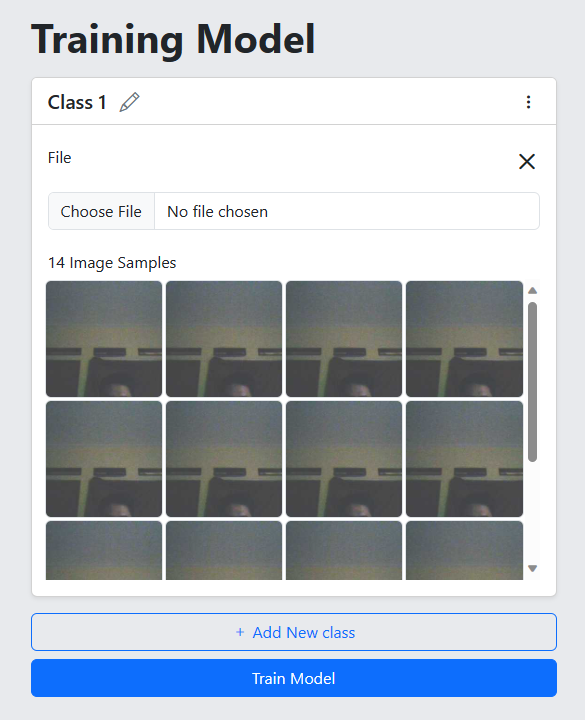 Training Model
Class 1
File
Choose File No file chosen
14 Image Samples
+ Add New class
Train Model